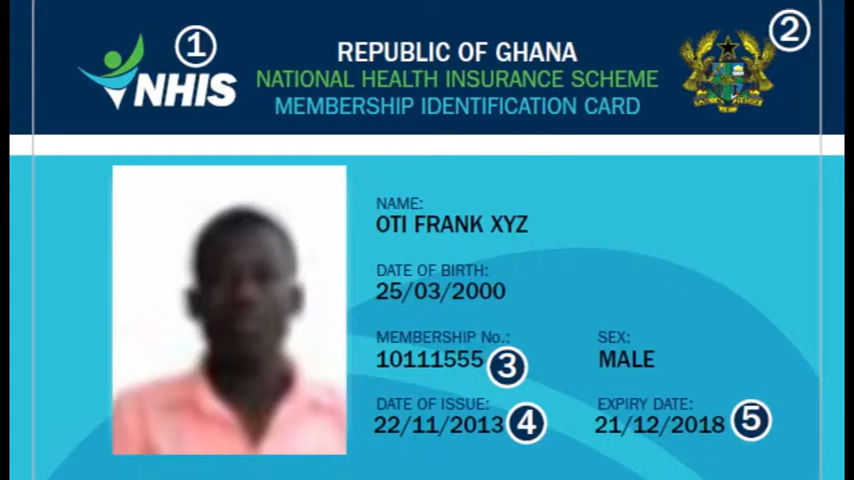 NHIS
1
REPUBLIC OF GHANA
NATIONAL HEALTH INSURANCE SCHEME
MEMBERSHIP IDENTIFICATION CARD
2
NAME:
OTI FRANK XYZ
DATE OF BIRTH:
25/03/2000
MEMBERSHIP No.: SEX:
10111555 3 MALE
DATE OF ISSUE: EXPIRY DATE:
22/11/2013 4 21/12/2018 5